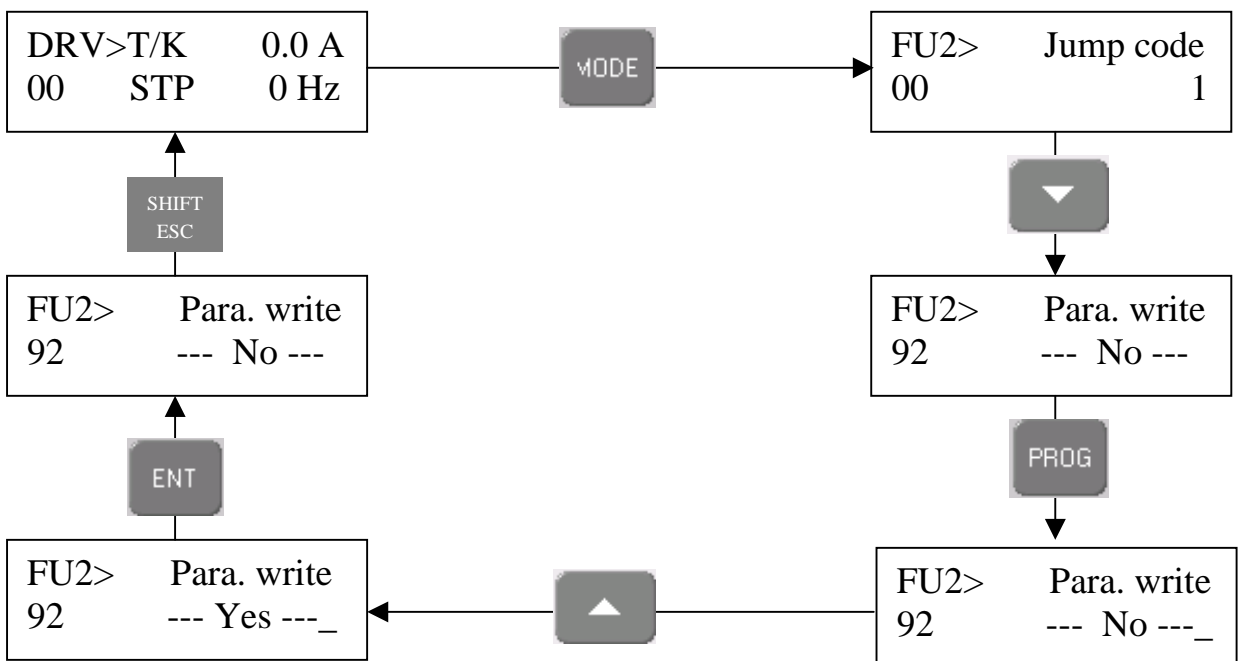 DRV>T/K 0.0 A
00 STP 0 Hz
MODE
FU2> Jump code
00 1
SHIFT
ESC
FU2> Para. write
92 --- No ---
FU2> Para. write
92 --- No ---
ENT
PROG
FU2> Para. write
92 --- Yes ---_
FU2> Para. write
92 --- No ---_